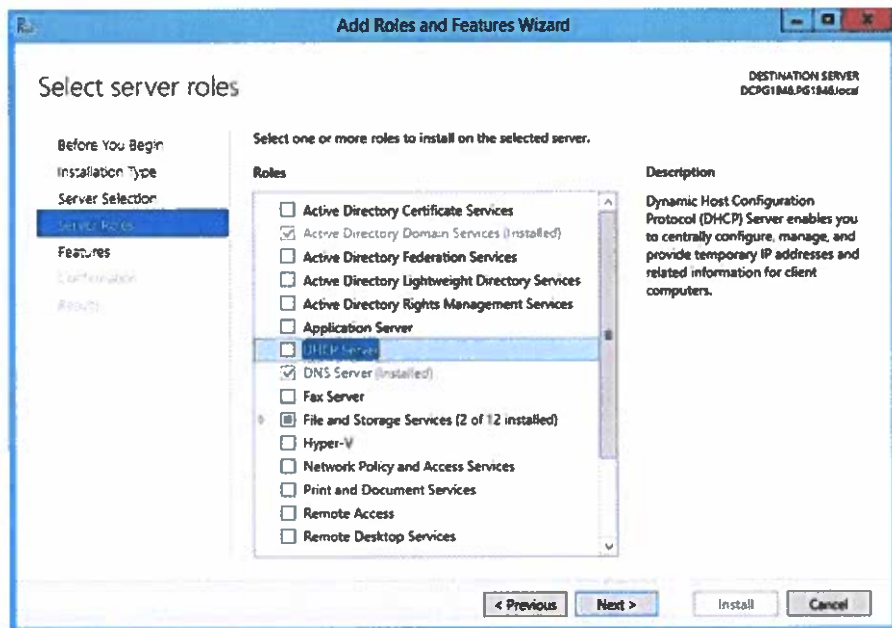 Add Roles and Features Wizard
Select server roles
DESTINATION SERVER
DCPG1848.PG1848.local
Before You Begin
Installation Type
Server Selection
Server Roles
Features
Confirmation
Results
Select one or more roles to install on the selected server.
Roles
Active Directory Certificate Services
Active Directory Domain Services (Installed)
Active Directory Federation Services
Active Directory Lightweight Directory Services
Active Directory Rights Management Services
Application Server
DHCP Server
DNS Server (Installed)
Fax Server
File and Storage Services (2 of 12 installed)
Hyper-V
Network Policy and Access Services
Print and Document Services
Remote Access
Remote Desktop Services
Description
Dynamic Host Configuration
Protocol (DHCP) Server enables you
to centrally configure, manage, and
provide temporary IP addresses and
related information for client
computers.
< Previous
Next >
Install
Cancel